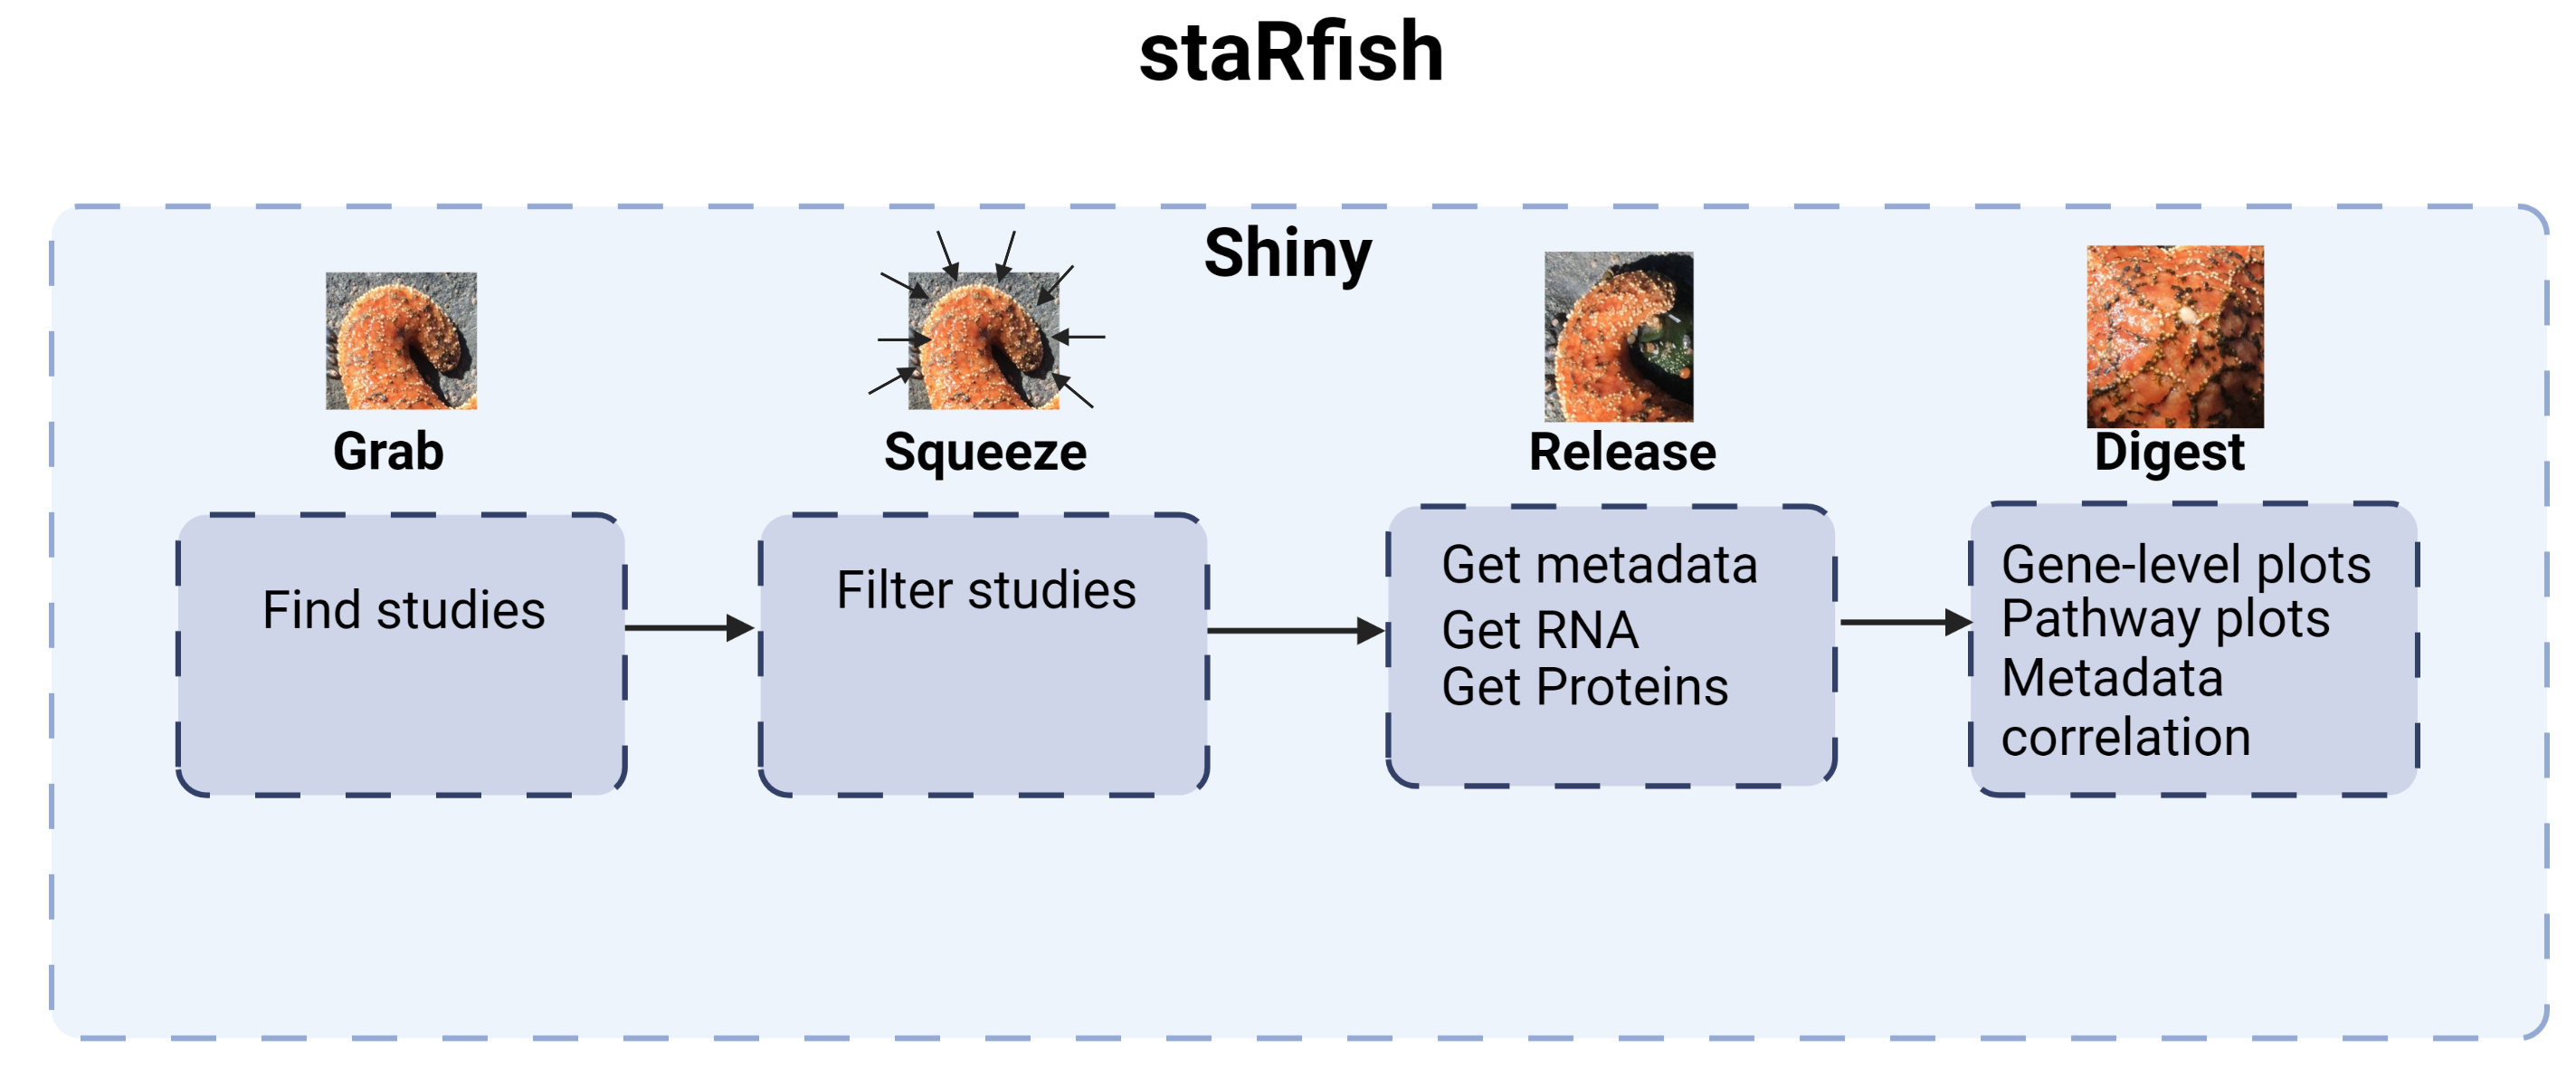 staRfish
Shiny
Grab
Squeeze
Release
Digest
Find studies
Filter studies
Get metadata
Get RNA
Get Proteins
Gene-level plots
Pathway plots
Metadata
correlation